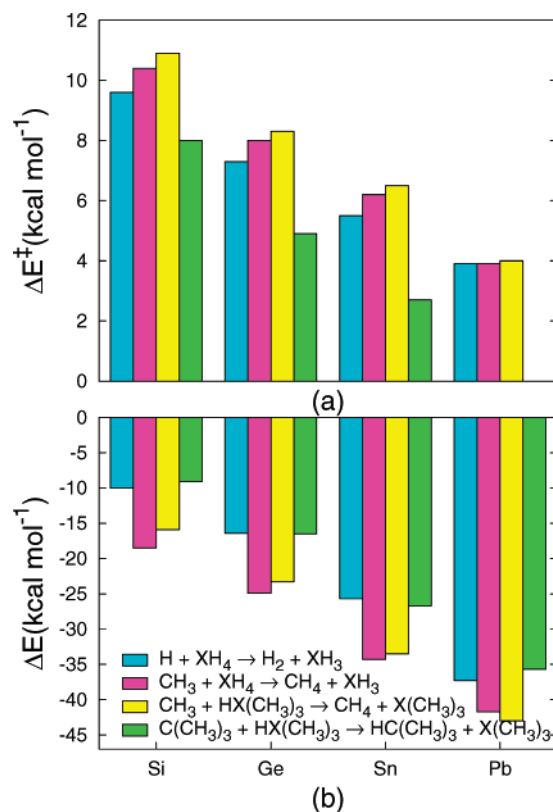 12
10
8
6
4
2
0
ΔE‡(kcal mol⁻¹)
(a)
0
-5
-10
-15
-20
-25
-30
-35
-40
-45
ΔE(kcal mol⁻¹)
H + XH₄ → H₂ + XH₃
CH₃ + XH₄ → CH₄ + XH₃
CH₃ + HX(CH₃)₃ → CH₄ + X(CH₃)₃
C(CH₃)₃ + HX(CH₃)₃ → HC(CH₃)₃ + X(CH₃)₃
Si Ge Sn Pb
(b)